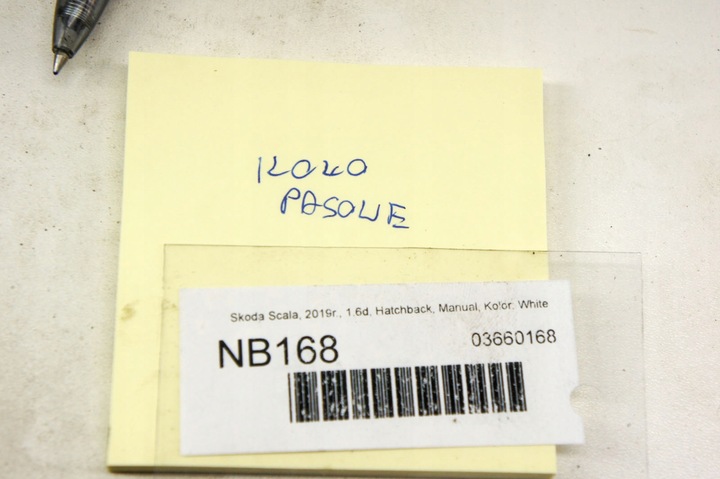 KOŁO
PASOWE
Skoda Scala, 2019r., 1.6d, Hatchback, Manual, Kolor: White
NB168
03660168